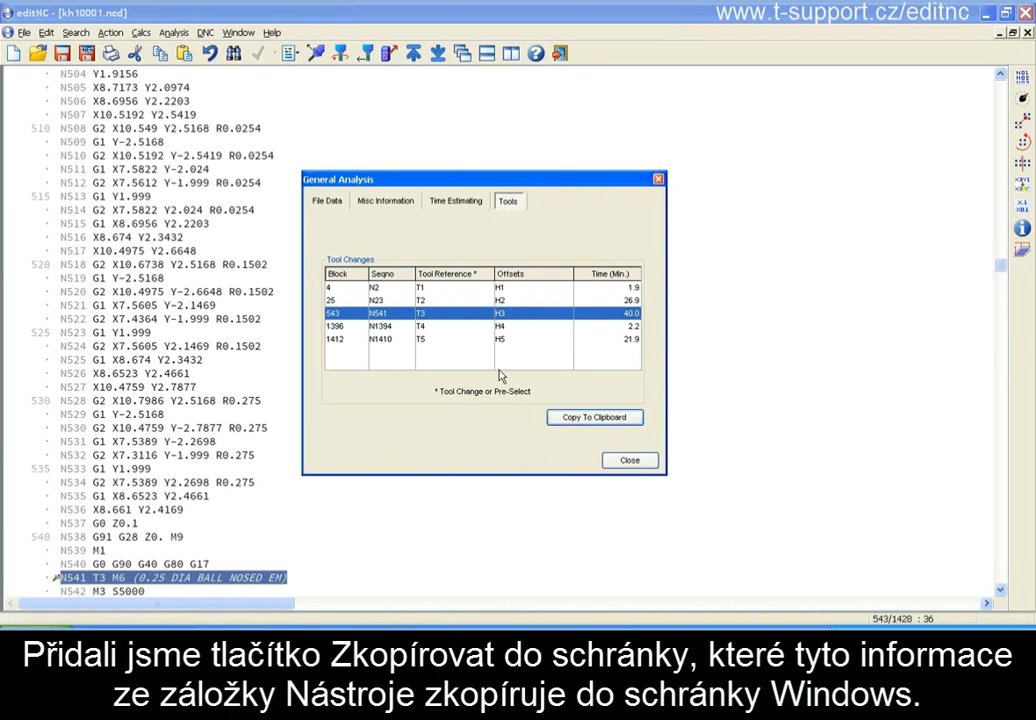 editNC - [kh10001.ncd]
www.t-support.cz/editnc
File Edit Search Action Calcs Analysis DNC Window Help
N504 Y1.9156
N505 X8.7173 Y2.0974
N506 X8.6956 Y2.2203
N507 X10.5192 Y2.5419
510 N508 G2 X10.549 Y2.5168 R0.0254
N509 G1 Y-2.5168
N510 G2 X10.5192 Y-2.5419 R0.0254
N511 G1 X7.5822 Y-2.024
N512 G2 X7.5612 Y-1.999 R0.0254
515 N513 G1 Y1.999
N514 G2 X7.5822 Y2.024 R0.0254
N515 G1 X8.6956 Y2.2203
N516 X8.674 Y2.3432
N517 X10.4975 Y2.6648
520 N518 G2 X10.6738 Y2.5168 R0.1502
N519 G1 Y-2.5168
N520 G2 X10.4975 Y-2.6648 R0.1502
N521 G1 X7.5605 Y-2.1469
N522 G2 X7.4364 Y-1.999 R0.1502
525 N523 G1 Y1.999
N524 G2 X7.5605 Y2.1469 R0.1502
N525 G1 X8.674 Y2.3432
N526 X8.6523 Y2.4661
N527 X10.4759 Y2.7877
530 N528 G2 X10.7986 Y2.5168 R0.275
N529 G1 Y-2.5168
N530 G2 X10.4759 Y-2.7877 R0.275
N531 G1 X7.5389 Y-2.2698
N532 G2 X7.3116 Y-1.999 R0.275
535 N533 G1 Y1.999
N534 G2 X7.5389 Y2.2698 R0.275
N535 G1 X8.6523 Y2.4661
N536 X8.661 Y2.4169
N537 G0 Z0.1
540 N538 G91 G28 Z0. M9
N539 M1
N540 G0 G90 G40 G80 G17
N541 T3 M6 (0.25 DIA BALL NOSED EM)
N542 M3 S5000
General Analysis
File Data Misc Information Time Estimating Tools
Tool Changes
Block Seqno Tool Reference * Offsets Time (Min.)
4 N2 T1 H1 1.9
25 N23 T2 H2 26.9
543 N541 T3 H3 40.0
1396 N1394 T4 H4 2.2
1412 N1410 T5 H5 21.9
* Tool Change or Pre-Select
Copy To Clipboard
Close
543/1428 : 36
Přidali jsme tlačítko Zkopírovat do schránky, které tyto informace
ze záložky Nástroje zkopíruje do schránky Windows.